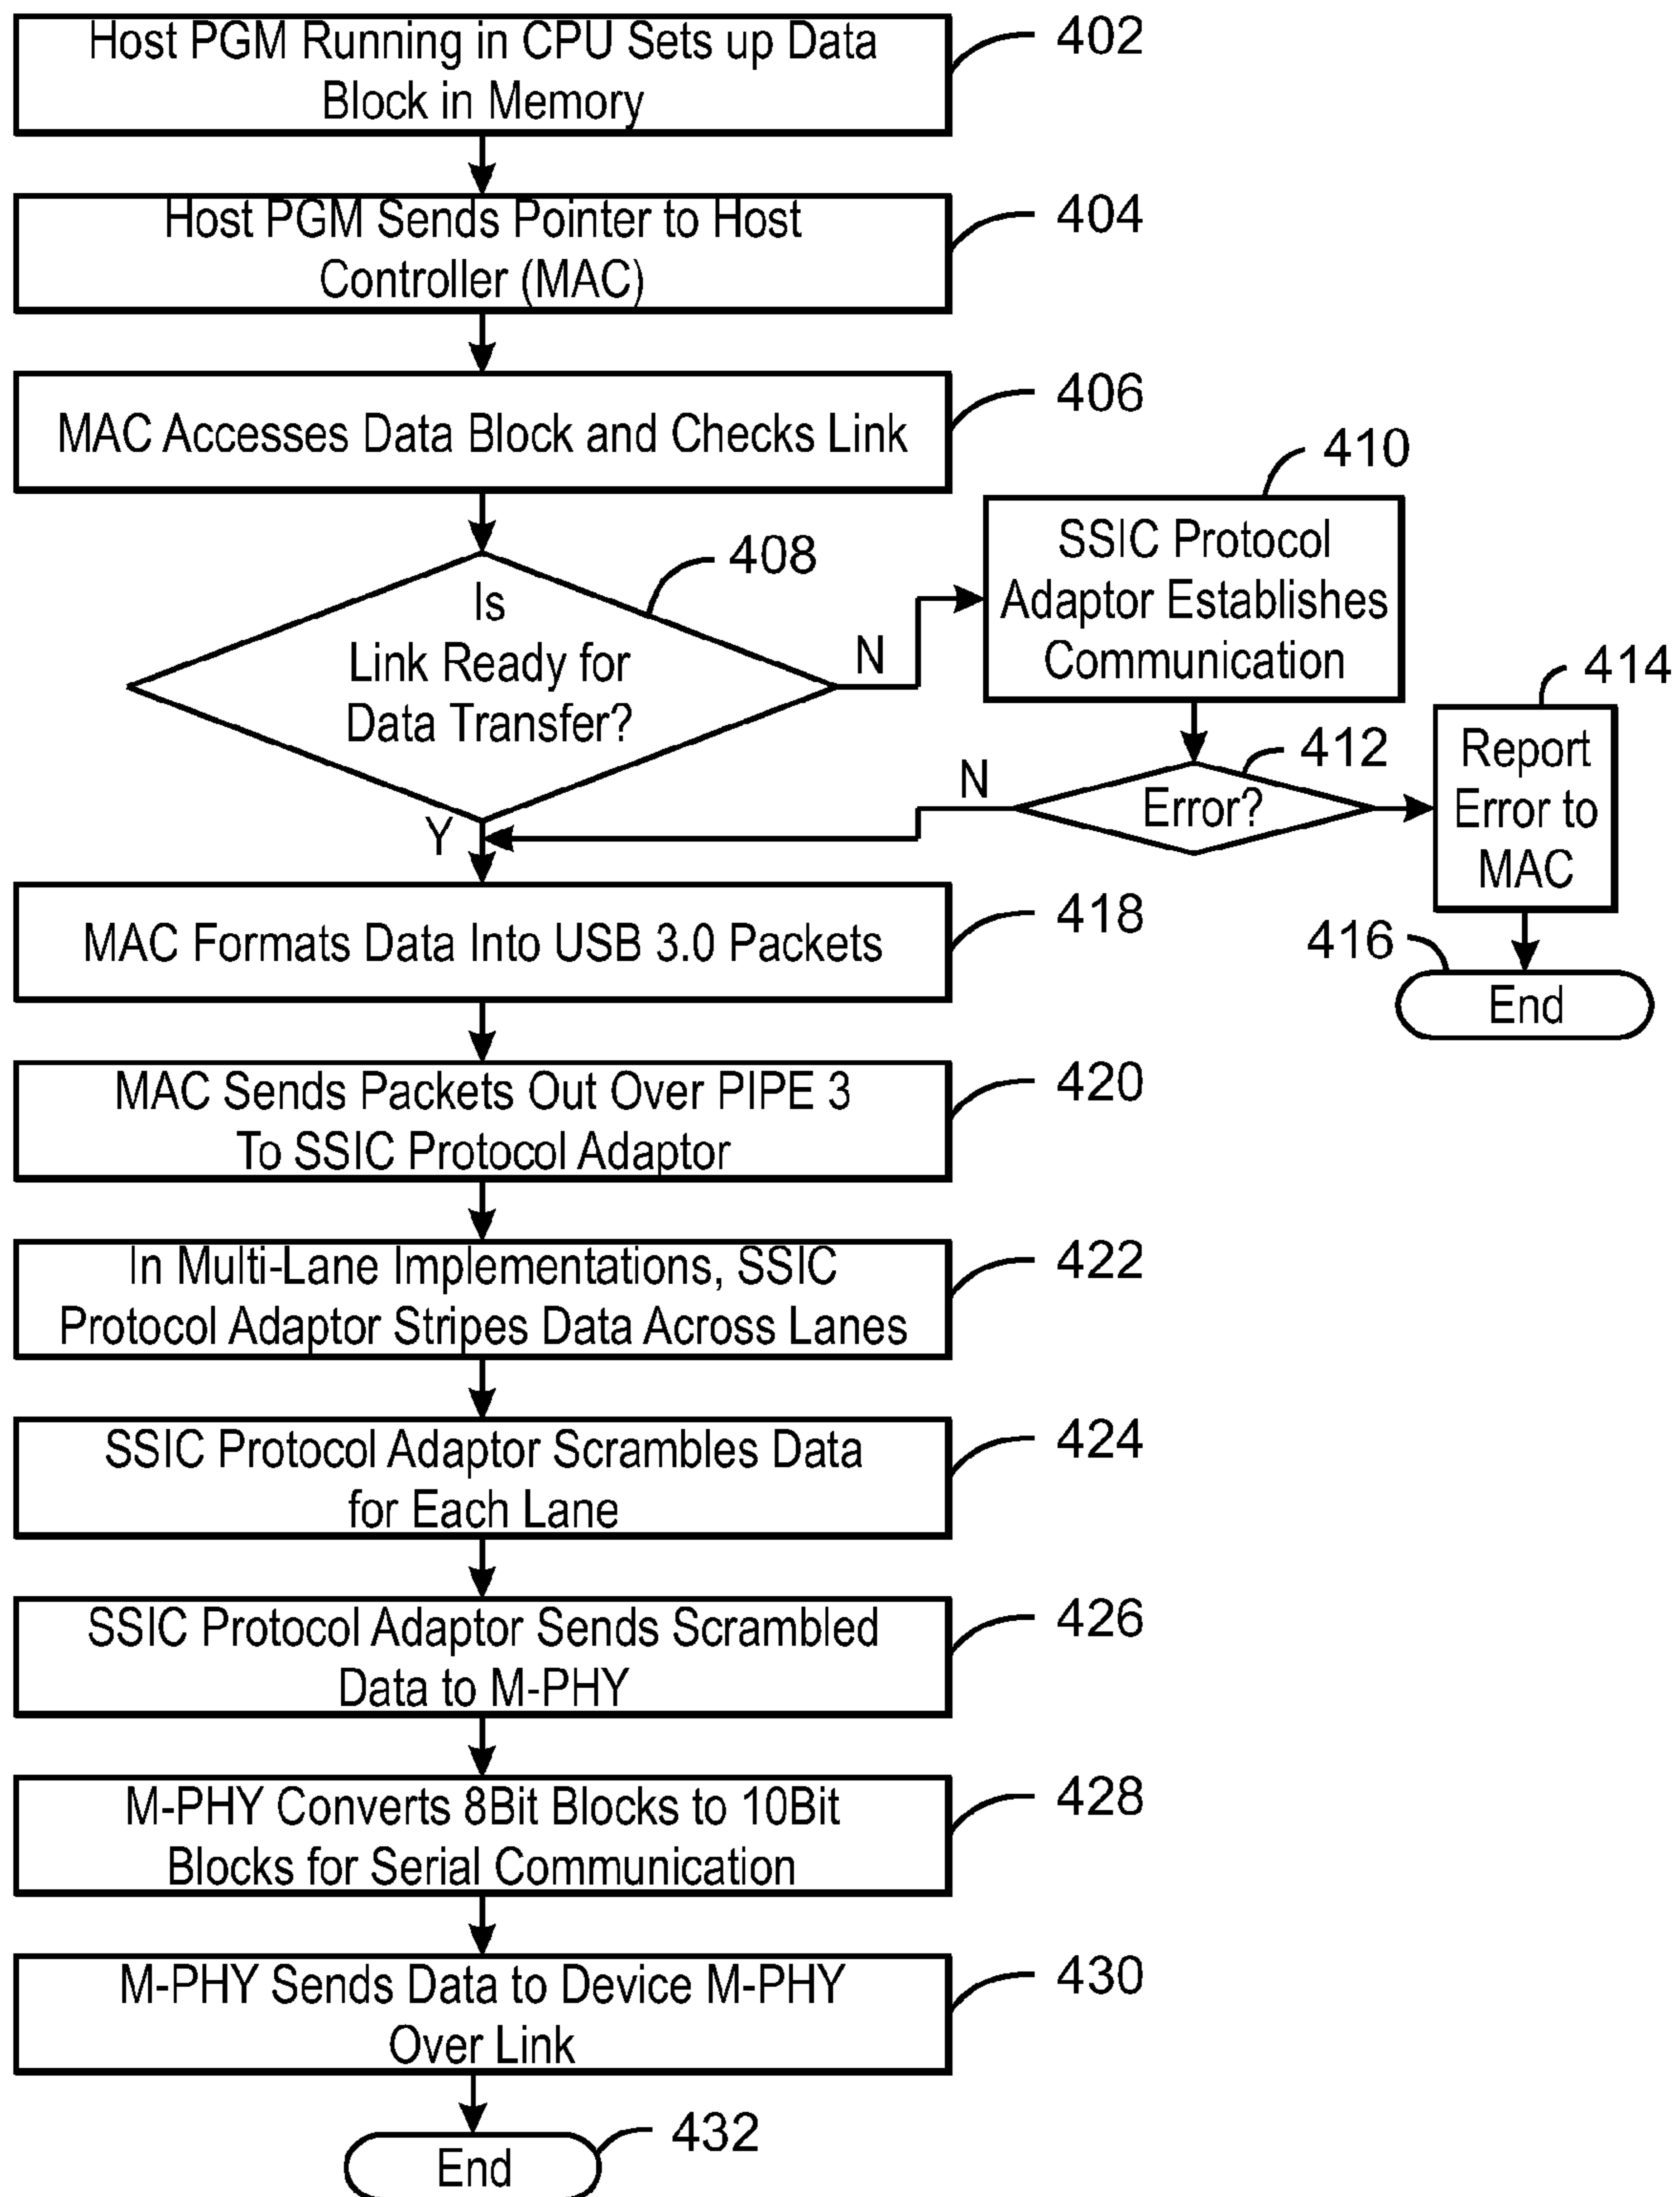 Host PGM Running in CPU Sets up Data
Block in Memory
402
Host PGM Sends Pointer to Host
Controller (MAC)
404
MAC Accesses Data Block and Checks Link
406
Is
Link Ready for
Data Transfer?
408
N
Y
SSIC Protocol
Adaptor Establishes
Communication
410
Error?
412
N
Report
Error to
MAC
414
End
416
MAC Formats Data Into USB 3.0 Packets
418
MAC Sends Packets Out Over PIPE 3
To SSIC Protocol Adaptor
420
In Multi-Lane Implementations, SSIC
Protocol Adaptor Stripes Data Across Lanes
422
SSIC Protocol Adaptor Scrambles Data
for Each Lane
424
SSIC Protocol Adaptor Sends Scrambled
Data to M-PHY
426
M-PHY Converts 8Bit Blocks to 10Bit
Blocks for Serial Communication
428
M-PHY Sends Data to Device M-PHY
Over Link
430
End
432